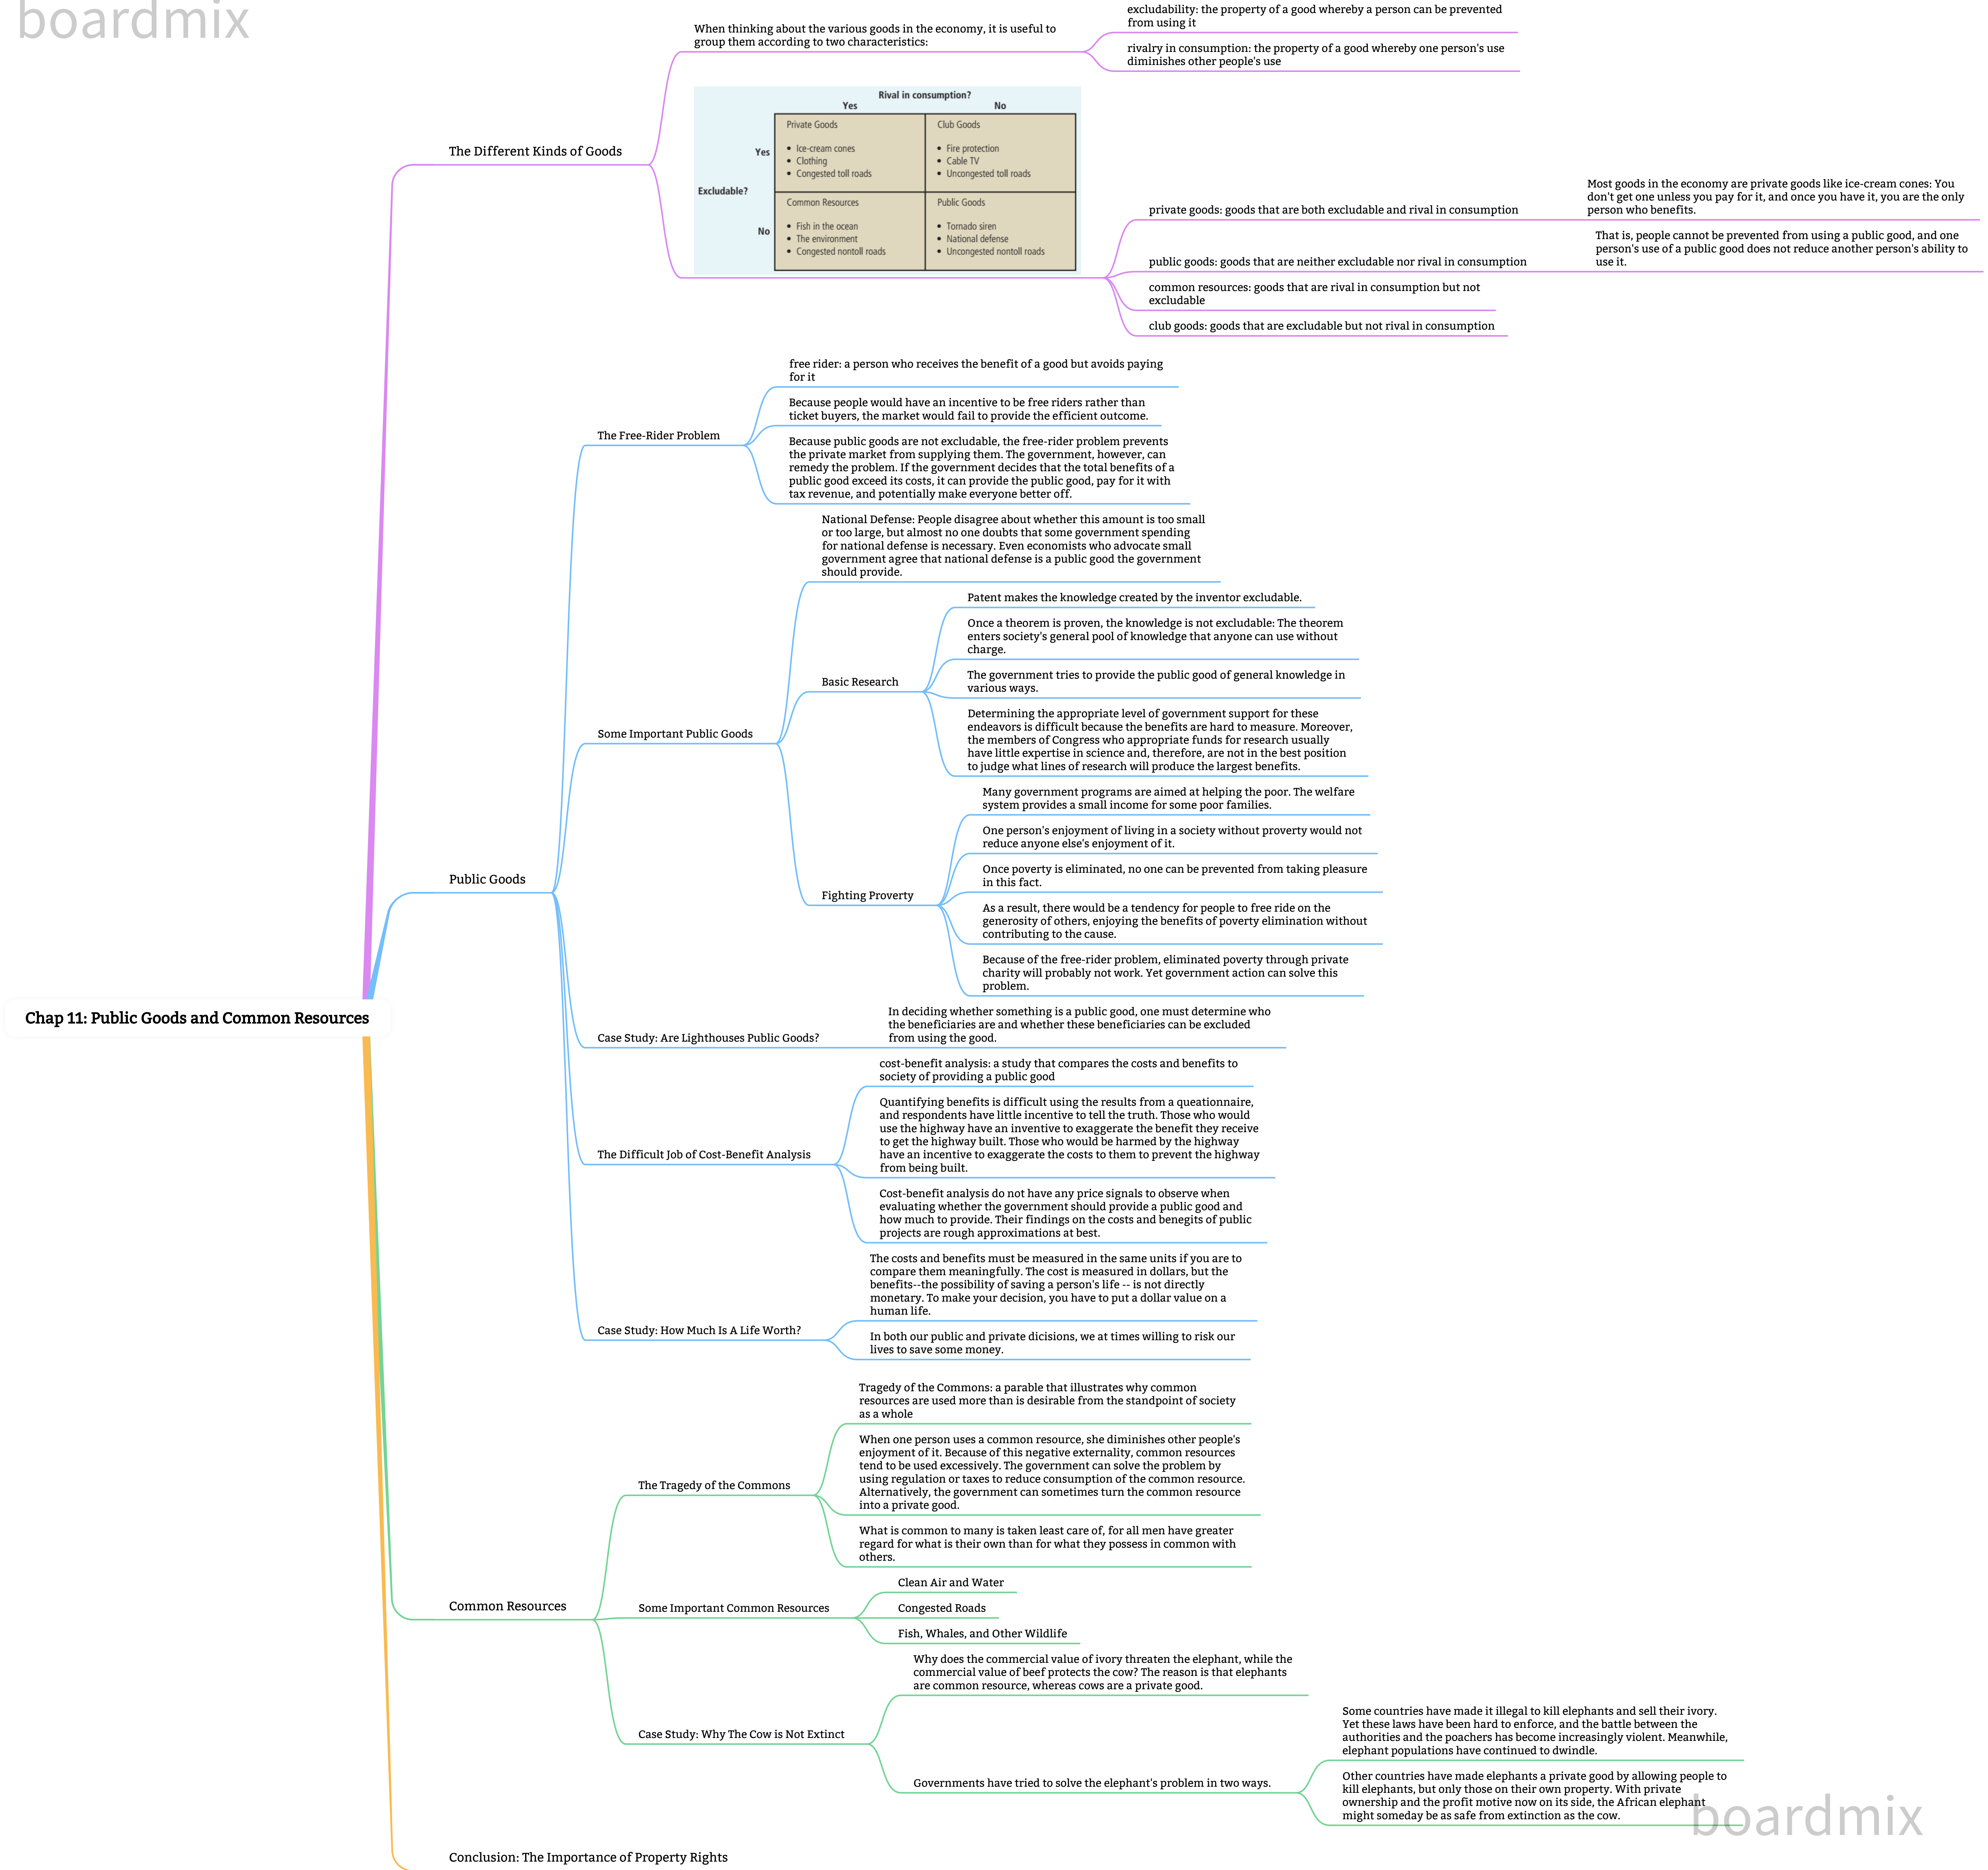 boardmix
When thinking about the various goods in the economy, it is useful to
group them according to two characteristics:
excludability: the property of a good whereby a person can be prevented
from using it
rivalry in consumption: the property of a good whereby one person's use
diminishes other people's use
The Different Kinds of Goods
Rival in consumption?
Yes
No
Excludable?
Yes
Private Goods
• Ice-cream cones
• Clothing
• Congested toll roads
Club Goods
• Fire protection
• Cable TV
• Uncongested toll roads
No
Common Resources
• Fish in the ocean
• The environment
• Congested nontoll roads
Public Goods
• Tornado siren
• National defense
• Uncongested nontoll roads
private goods: goods that are both excludable and rival in consumption
Most goods in the economy are private goods like ice-cream cones: You
don't get one unless you pay for it, and once you have it, you are the only
person who benefits.
public goods: goods that are neither excludable nor rival in consumption
That is, people cannot be prevented from using a public good, and one
person's use of a public good does not reduce another person's ability to
use it.
common resources: goods that are rival in consumption but not
excludable
club goods: goods that are excludable but not rival in consumption
Public Goods
The Free-Rider Problem
free rider: a person who receives the benefit of a good but avoids paying
for it
Because people would have an incentive to be free riders rather than
ticket buyers, the market would fail to provide the efficient outcome.
Because public goods are not excludable, the free-rider problem prevents
the private market from supplying them. The government, however, can
remedy the problem. If the government decides that the total benefits of a
public good exceed its costs, it can provide the public good, pay for it with
tax revenue, and potentially make everyone better off.
Some Important Public Goods
National Defense: People disagree about whether this amount is too small
or too large, but almost no one doubts that some government spending
for national defense is necessary. Even economists who advocate small
government agree that national defense is a public good the government
should provide.
Basic Research
Patent makes the knowledge created by the inventor excludable.
Once a theorem is proven, the knowledge is not excludable: The theorem
enters society's general pool of knowledge that anyone can use without
charge.
The government tries to provide the public good of general knowledge in
various ways.
Determining the appropriate level of government support for these
endeavors is difficult because the benefits are hard to measure. Moreover,
the members of Congress who appropriate funds for research usually
have little expertise in science and, therefore, are not in the best position
to judge what lines of research will produce the largest benefits.
Fighting Proverty
Many government programs are aimed at helping the poor. The welfare
system provides a small income for some poor families.
One person's enjoyment of living in a society without proverty would not
reduce anyone else's enjoyment of it.
Once poverty is eliminated, no one can be prevented from taking pleasure
in this fact.
As a result, there would be a tendency for people to free ride on the
generosity of others, enjoying the benefits of poverty elimination without
contributing to the cause.
Because of the free-rider problem, eliminated poverty through private
charity will probably not work. Yet government action can solve this
problem.
Chap 11: Public Goods and Common Resources
Case Study: Are Lighthouses Public Goods?
In deciding whether something is a public good, one must determine who
the beneficiaries are and whether these beneficiaries can be excluded
from using the good.
The Difficult Job of Cost-Benefit Analysis
cost-benefit analysis: a study that compares the costs and benefits to
society of providing a public good
Quantifying benefits is difficult using the results from a queationnaire,
and respondents have little incentive to tell the truth. Those who would
use the highway have an inventive to exaggerate the benefit they receive
to get the highway built. Those who would be harmed by the highway
have an incentive to exaggerate the costs to them to prevent the highway
from being built.
Cost-benefit analysis do not have any price signals to observe when
evaluating whether the government should provide a public good and
how much to provide. Their findings on the costs and benegits of public
projects are rough approximations at best.
Case Study: How Much Is A Life Worth?
The costs and benefits must be measured in the same units if you are to
compare them meaningfully. The cost is measured in dollars, but the
benefits--the possibility of saving a person's life -- is not directly
monetary. To make your decision, you have to put a dollar value on a
human life.
In both our public and private dicisions, we at times willing to risk our
lives to save some money.
Common Resources
The Tragedy of the Commons
Tragedy of the Commons: a parable that illustrates why common
resources are used more than is desirable from the standpoint of society
as a whole
When one person uses a common resource, she diminishes other people's
enjoyment of it. Because of this negative externality, common resources
tend to be used excessively. The government can solve the problem by
using regulation or taxes to reduce consumption of the common resource.
Alternatively, the government can sometimes turn the common resource
into a private good.
What is common to many is taken least care of, for all men have greater
regard for what is their own than for what they possess in common with
others.
Some Important Common Resources
Clean Air and Water
Congested Roads
Fish, Whales, and Other Wildlife
Case Study: Why The Cow is Not Extinct
Why does the commercial value of ivory threaten the elephant, while the
commercial value of beef protects the cow? The reason is that elephants
are common resource, whereas cows are a private good.
Governments have tried to solve the elephant's problem in two ways.
Some countries have made it illegal to kill elephants and sell their ivory.
Yet these laws have been hard to enforce, and the battle between the
authorities and the poachers has become increasingly violent. Meanwhile,
elephant populations have continued to dwindle.
Other countries have made elephants a private good by allowing people to
kill elephants, but only those on their own property. With private
ownership and the profit motive now on its side, the African elephant
might someday be as safe from extinction as the cow.
boardmix
Conclusion: The Importance of Property Rights